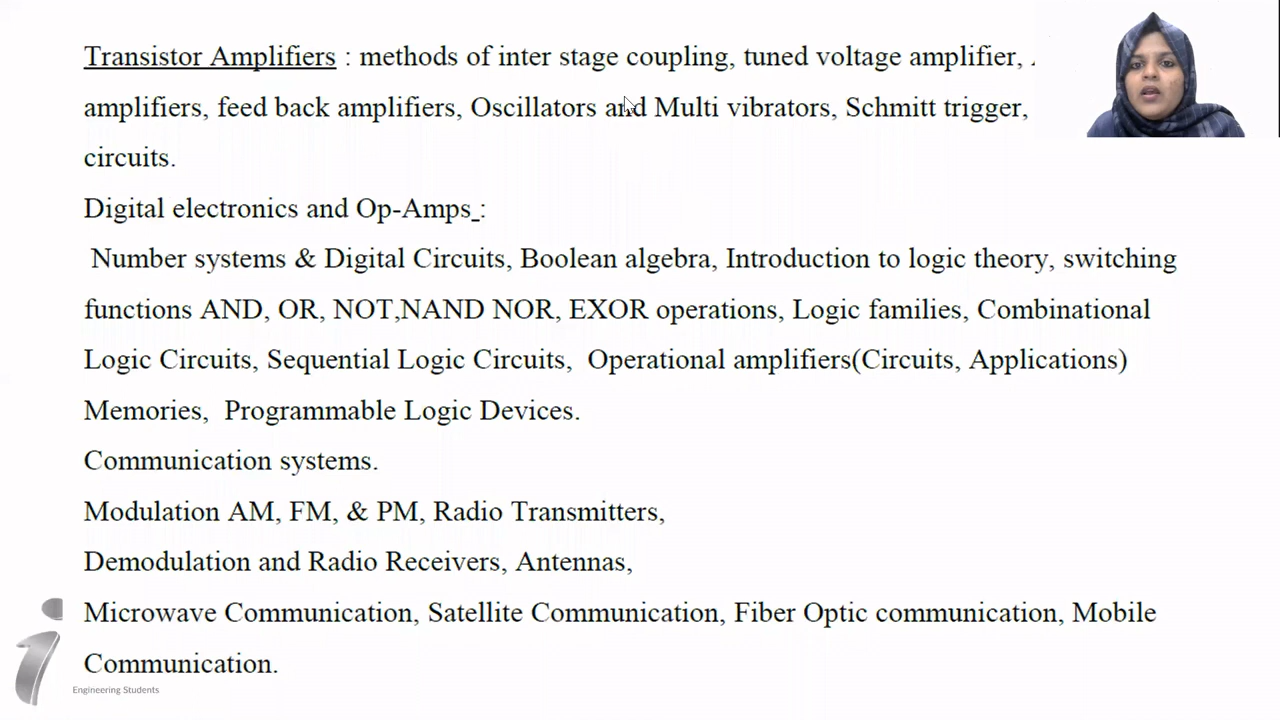 Transistor Amplifiers : methods of inter stage coupling, tuned voltage amplifier,
amplifiers, feed back amplifiers, Oscillators and Multi vibrators, Schmitt trigger,
circuits.
Digital electronics and Op-Amps :
Number systems & Digital Circuits, Boolean algebra, Introduction to logic theory, switching
functions AND, OR, NOT,NAND NOR, EXOR operations, Logic families, Combinational
Logic Circuits, Sequential Logic Circuits, Operational amplifiers(Circuits, Applications)
Memories, Programmable Logic Devices.
Communication systems.
Modulation AM, FM, & PM, Radio Transmitters,
Demodulation and Radio Receivers, Antennas,
Microwave Communication, Satellite Communication, Fiber Optic communication, Mobile
Communication.
Engineering Students